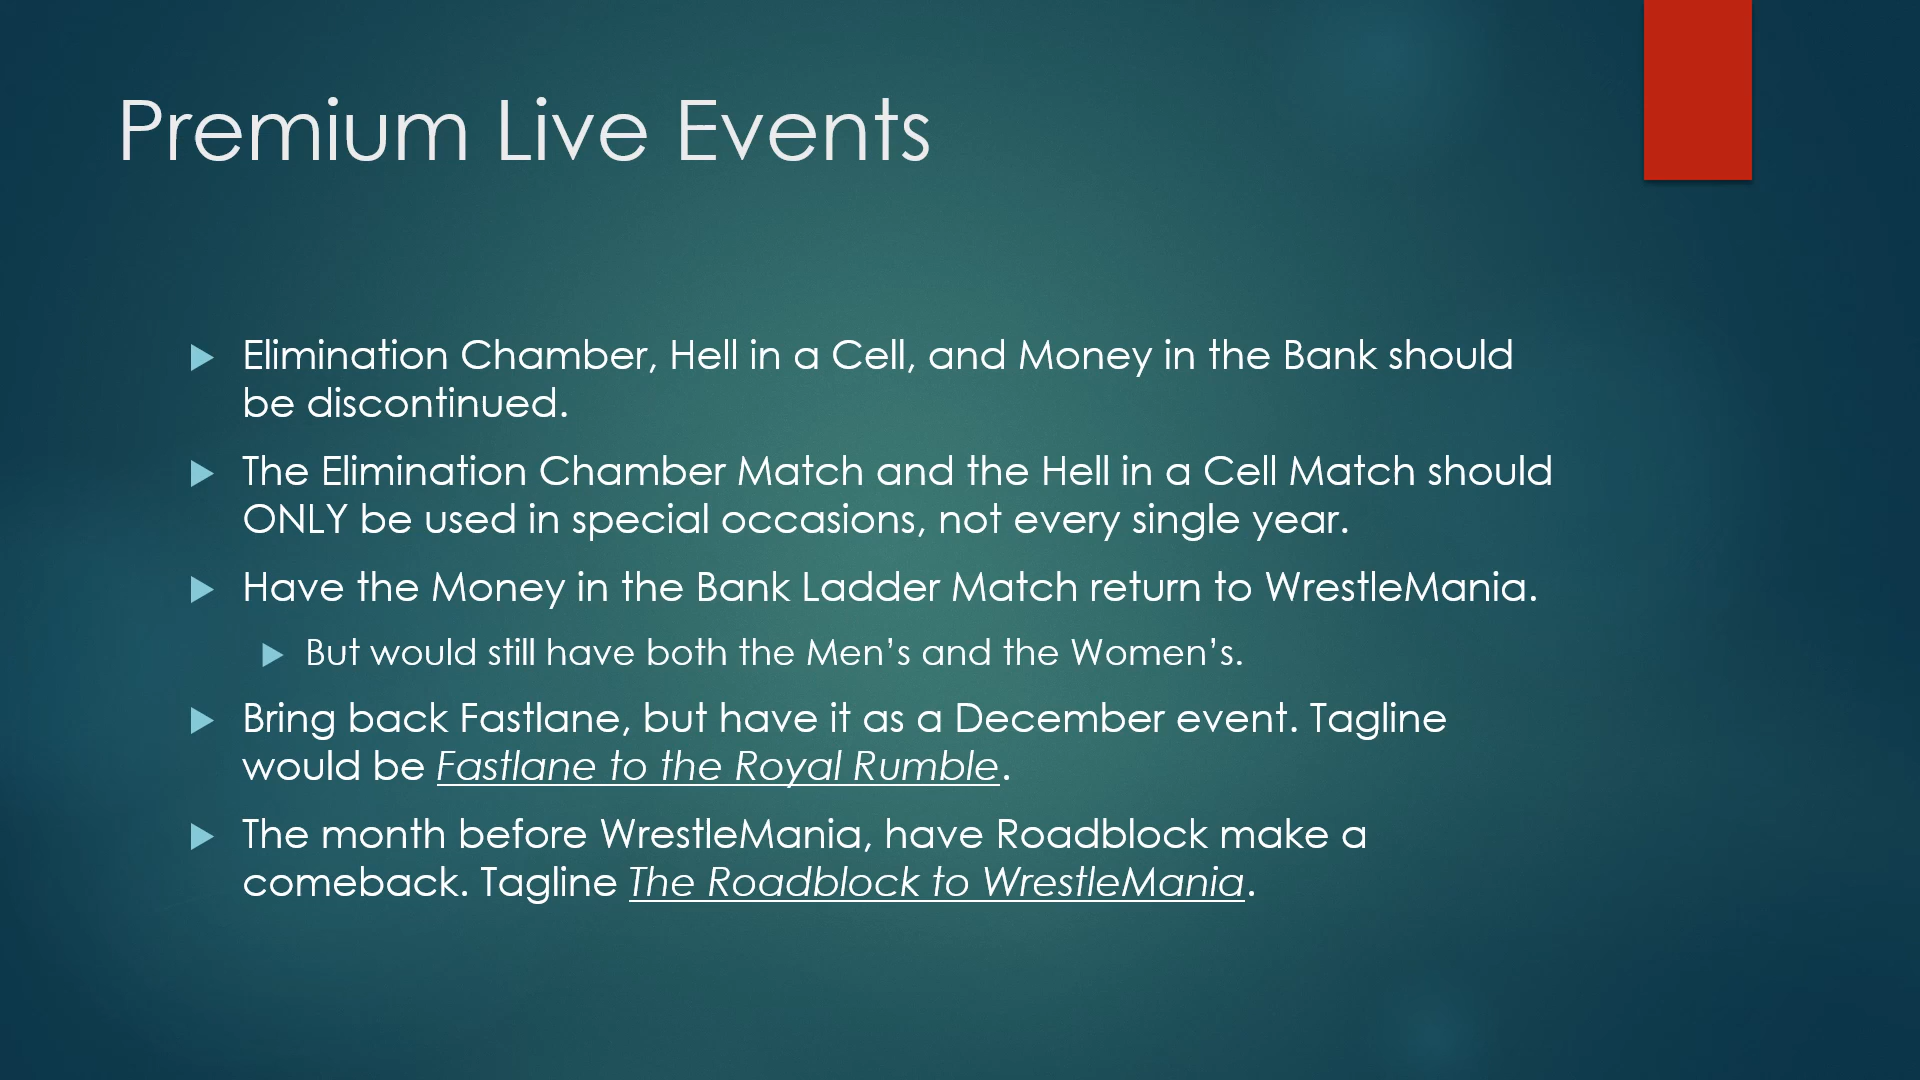 Premium Live Events
Elimination Chamber, Hell in a Cell, and Money in the Bank should
be discontinued.
The Elimination Chamber Match and the Hell in a Cell Match should
ONLY be used in special occasions, not every single year.
Have the Money in the Bank Ladder Match return to WrestleMania.
But would still have both the Men’s and the Women’s.
Bring back Fastlane, but have it as a December event. Tagline
would be Fastlane to the Royal Rumble.
The month before WrestleMania, have Roadblock make a
comeback. Tagline The Roadblock to WrestleMania.